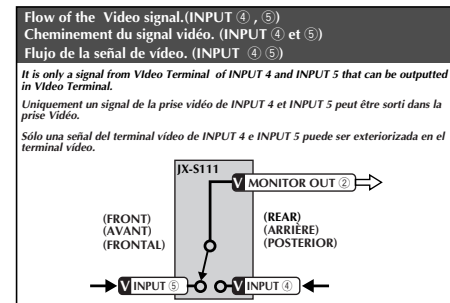 Flow of the Video signal.(INPUT ④ , ⑤)
Cheminement du signal vidéo. (INPUT ④ et ⑤)
Flujo de la señal de vídeo. (INPUT ④ ⑤)
It is only a signal from VIdeo Terminal of INPUT 4 and INPUT 5 that can be outputted
in VIdeo Terminal.
Uniquement un signal de la prise vidéo de INPUT 4 et INPUT 5 peut être sorti dans la
prise Vidéo.
Sólo una señal del terminal vídeo de INPUT 4 e INPUT 5 puede ser exteriorizada en el
terminal vídeo.
JX-S111
V MONITOR OUT ②
(FRONT)
(AVANT)
(FRONTAL)
(REAR)
(ARRIÈRE)
(POSTERIOR)
V INPUT ⑤
V INPUT ④